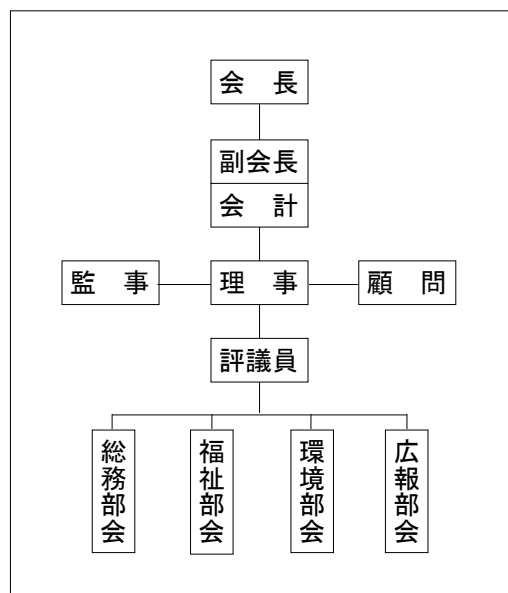 会　長
副会長
会　計
監　事
理　事
顧　問
評議員
総務部会
福祉部会
環境部会
広報部会